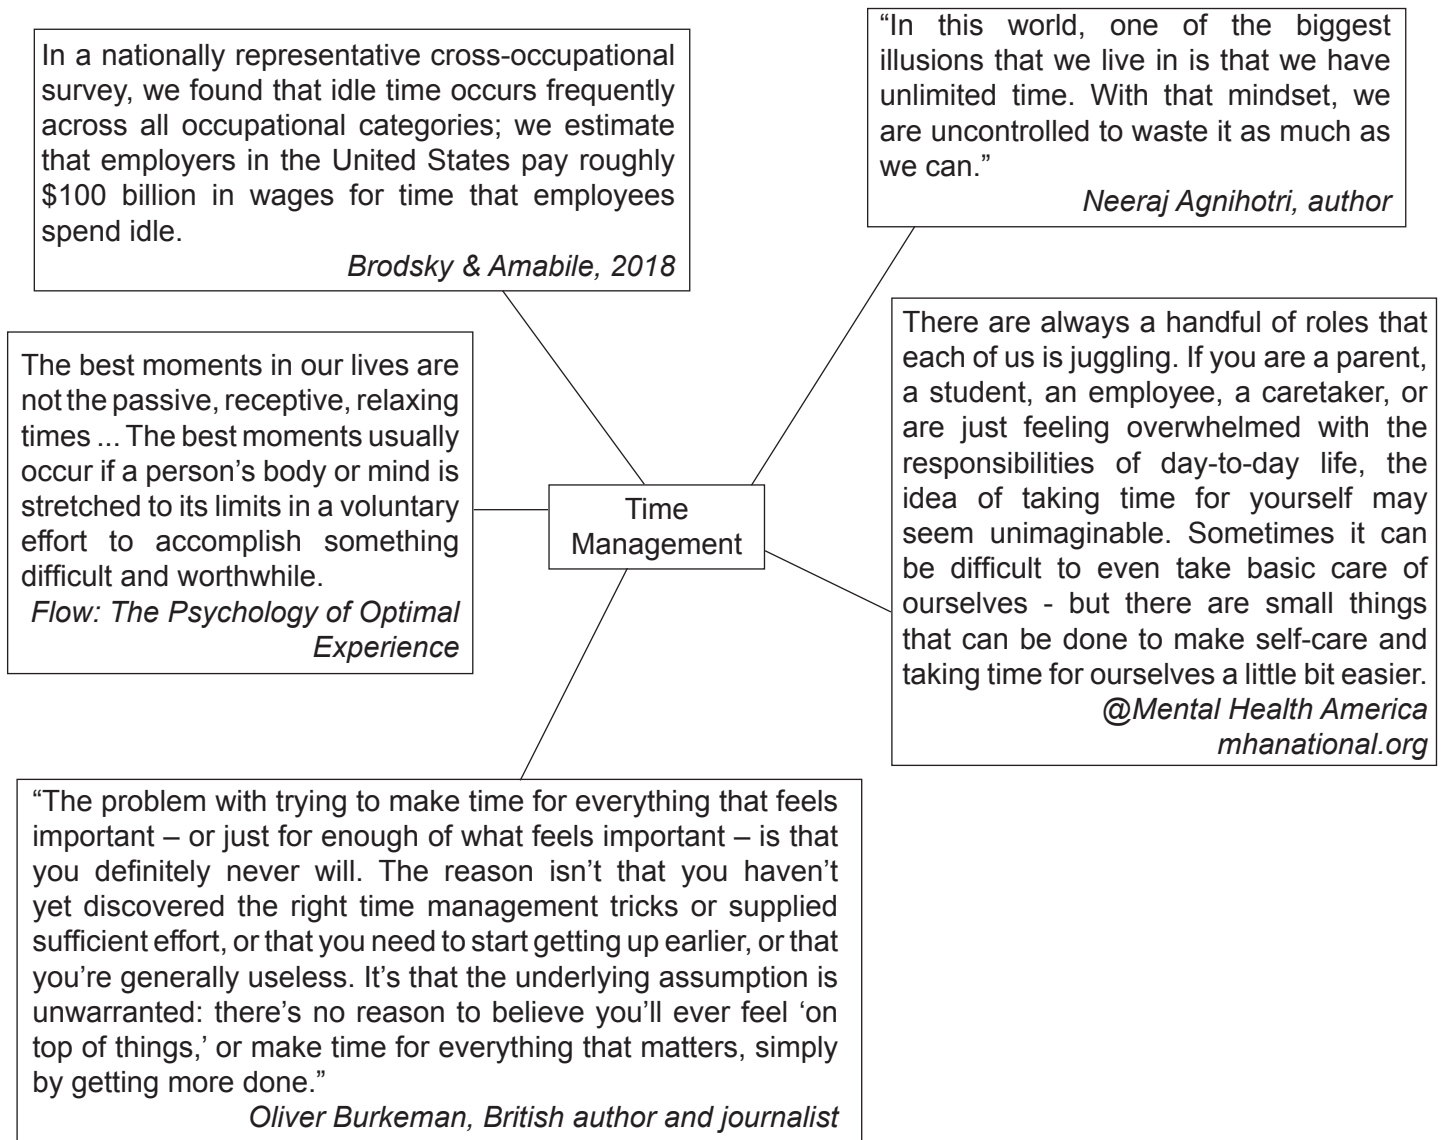 In a nationally representative cross-occupational
survey, we found that idle time occurs frequently
across all occupational categories; we estimate
that employers in the United States pay roughly
$100 billion in wages for time that employees
spend idle.
Brodsky & Amabile, 2018
“In this world, one of the biggest
illusions that we live in is that we have
unlimited time. With that mindset, we
are uncontrolled to waste it as much as
we can.”
Neeraj Agnihotri, author
The best moments in our lives are
not the passive, receptive, relaxing
times ... The best moments usually
occur if a person’s body or mind is
stretched to its limits in a voluntary
effort to accomplish something
difficult and worthwhile.
Flow: The Psychology of Optimal
Experience
Time
Management
There are always a handful of roles that
each of us is juggling. If you are a parent,
a student, an employee, a caretaker, or
are just feeling overwhelmed with the
responsibilities of day-to-day life, the
idea of taking time for yourself may
seem unimaginable. Sometimes it can
be difficult to even take basic care of
ourselves - but there are small things
that can be done to make self-care and
taking time for ourselves a little bit easier.
@Mental Health America
mhanational.org
“The problem with trying to make time for everything that feels
important – or just for enough of what feels important – is that
you definitely never will. The reason isn’t that you haven’t
yet discovered the right time management tricks or supplied
sufficient effort, or that you need to start getting up earlier, or that
you’re generally useless. It’s that the underlying assumption is
unwarranted: there’s no reason to believe you’ll ever feel ‘on
top of things,’ or make time for everything that matters, simply
by getting more done.”
Oliver Burkeman, British author and journalist